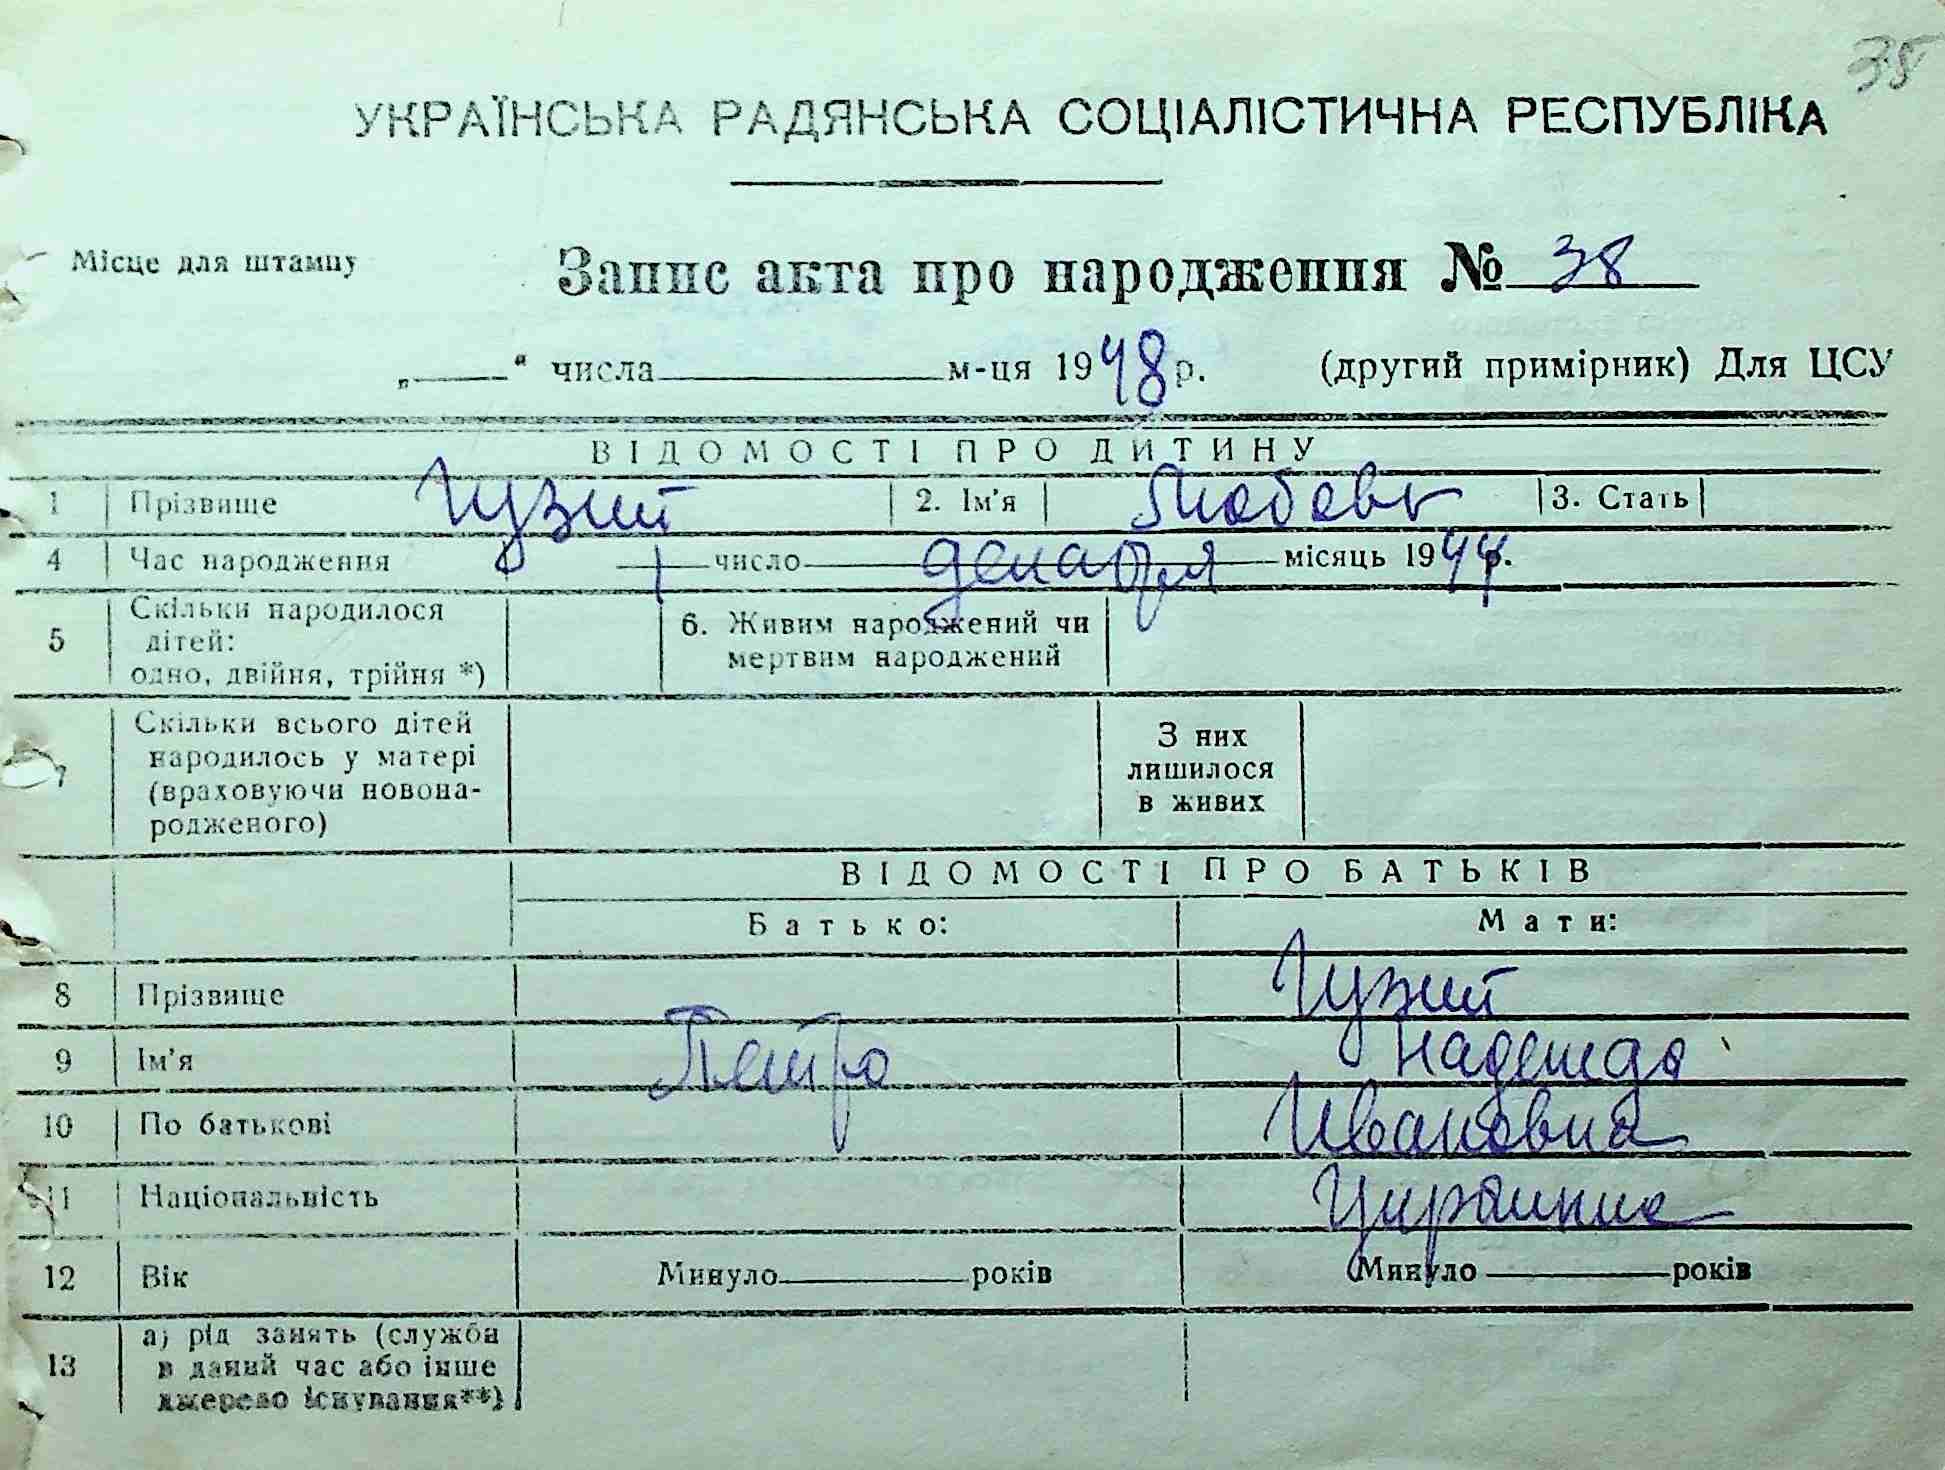 38
УКРАЇНСЬКА РАДЯНСЬКА СОЦІАЛІСТИЧНА РЕСПУБЛІКА
Місце для штампу
Запис акта про народження № 38
„ “ числа м-ця 1948 р. (другий примірник) Для ЦСУ
ВІДОМОСТІ ПРО ДИТИНУ
1 Прізвище Чузий 2. Ім'я Любовь 3. Стать
4 Час народження 1 число декабря місяць 1944 р.
5 Скільки народилося дітей: одно, двійня, трійня *) 6. Живим народжений чи мертвим народжений
7 Скільки всього дітей народилось у матері (враховуючи новонародженого) З них лишилося в живих
ВІДОМОСТІ ПРО БАТЬКІВ
Батько: Мати:
8 Прізвище Чузий
9 Ім'я Петро Надежда
10 По батькові Ивановна
11 Національність Украинка
12 Вік Минуло років Минуло років
13 а) рід занять (служба в даний час або інше джерело існування**)